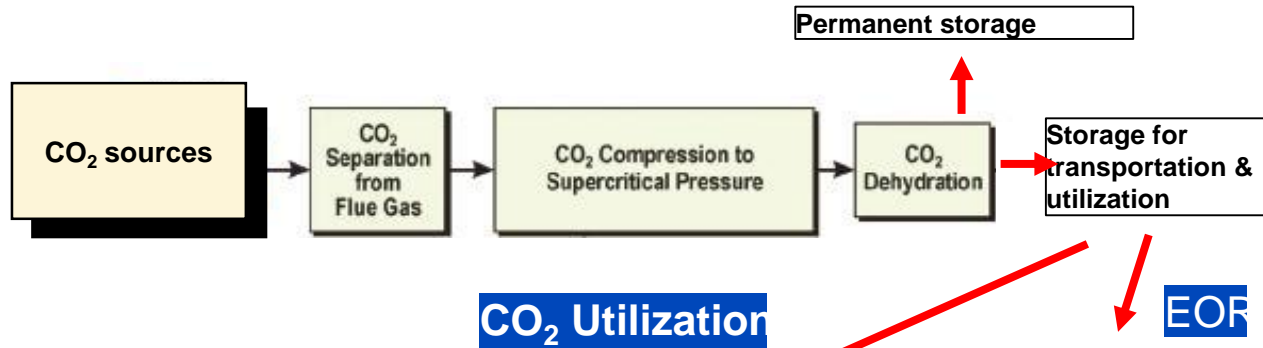 Permanent storage
CO₂ sources
CO₂
Separation
from
Flue Gas
CO₂ Compression to
Supercritical Pressure
CO₂
Dehydration
Storage for
transportation &
utilization
CO₂ Utilization
EOR